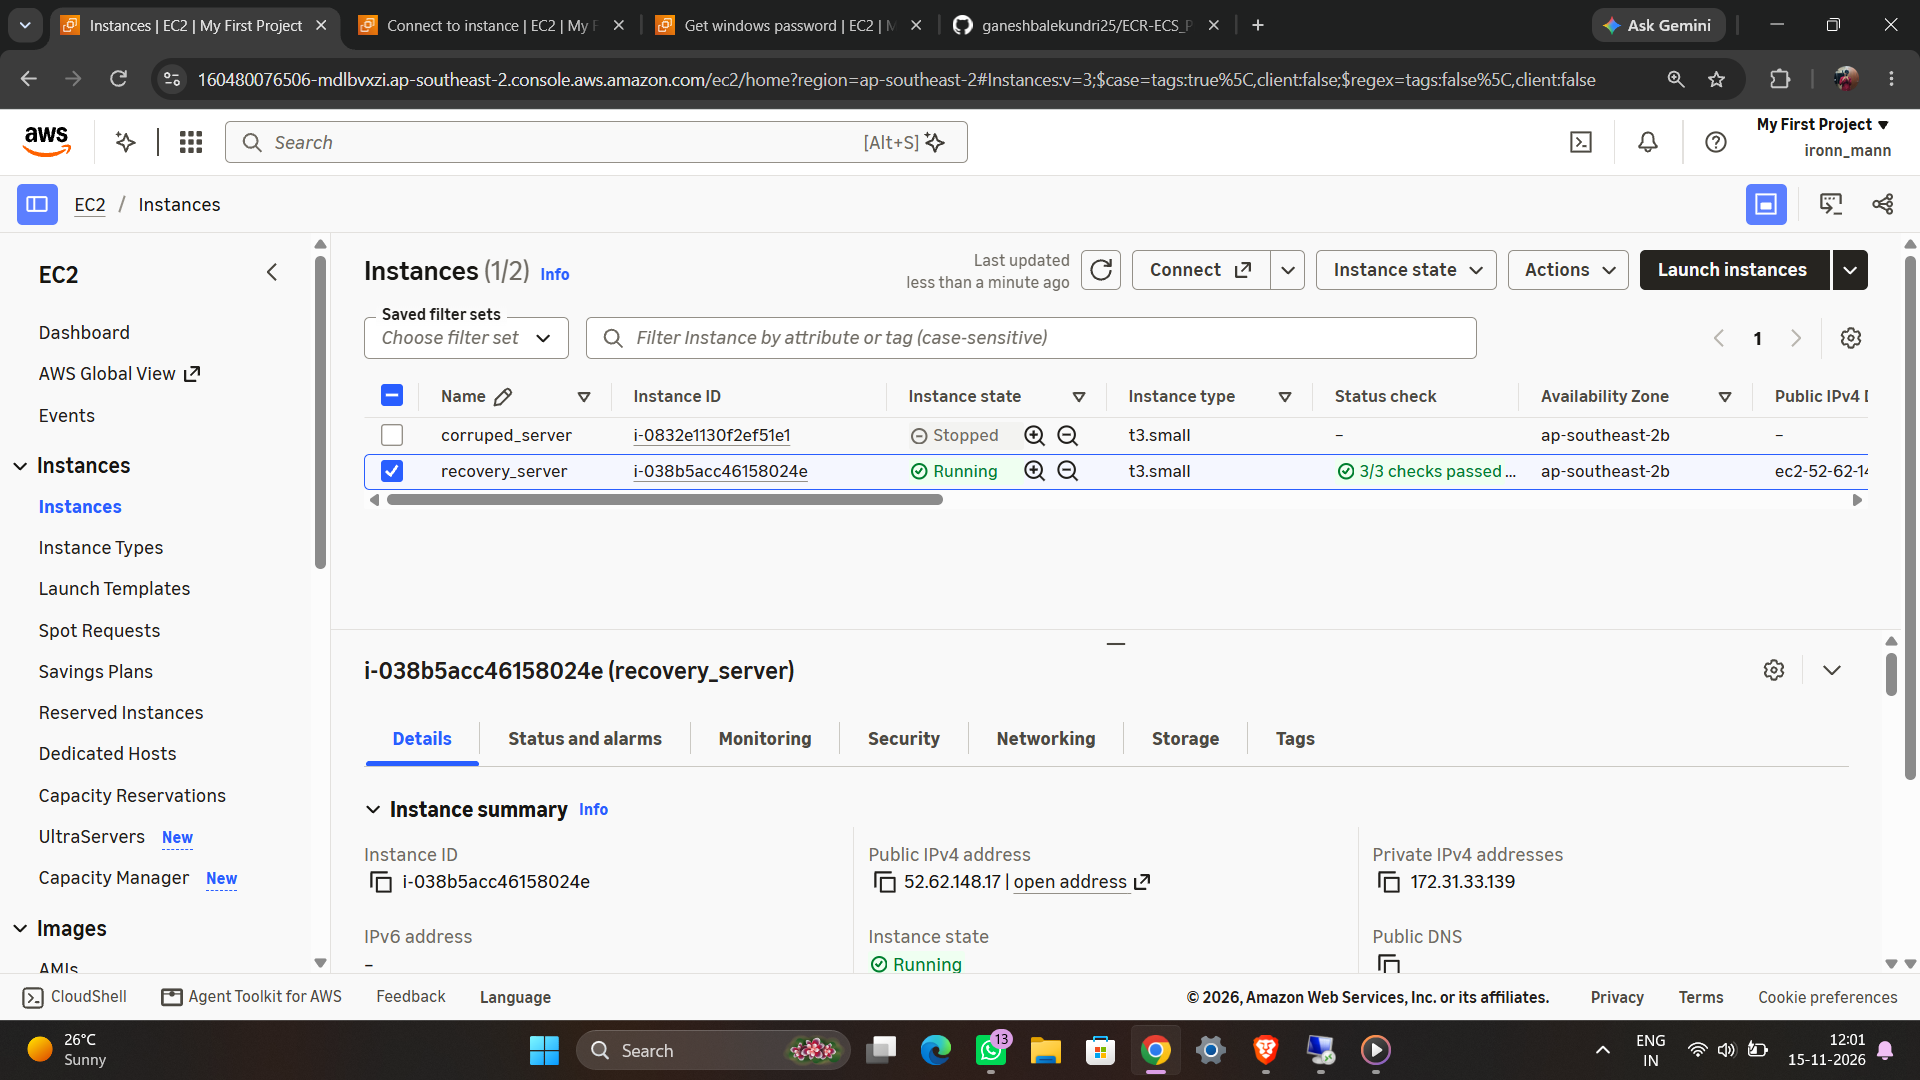 Instances | EC2 | My First Project
Connect to instance | EC2 | My F
Get windows password | EC2 | M
ganeshbalekundri25/ECR-ECS_P
Ask Gemini
160480076506-mdlbvxzi.ap-southeast-2.console.aws.amazon.com/ec2/home?region=ap-southeast-2#Instances:v=3;$case=tags:true%5C,client:false;$regex=tags:false%5C,client:false
aws
Search
[Alt+S]
My First Project
ironn_mann
EC2 / Instances
EC2
Dashboard
AWS Global View
Events
Instances
Instances
Instance Types
Launch Templates
Spot Requests
Savings Plans
Reserved Instances
Dedicated Hosts
Capacity Reservations
UltraServers New
Capacity Manager New
Images
AMIs
Instances (1/2) Info
Last updated
less than a minute ago
Connect
Instance state
Actions
Launch instances
Saved filter sets
Choose filter set
Filter Instance by attribute or tag (case-sensitive)
1
Name Instance ID Instance state Instance type Status check Availability Zone Public IPv4 D
corruped_server i-0832e1130f2ef51e1 Stopped t3.small – ap-southeast-2b –
recovery_server i-038b5acc46158024e Running t3.small 3/3 checks passed ... ap-southeast-2b ec2-52-62-14
i-038b5acc46158024e (recovery_server)
Details Status and alarms Monitoring Security Networking Storage Tags
Instance summary Info
Instance ID
i-038b5acc46158024e
Public IPv4 address
52.62.148.17 | open address
Private IPv4 addresses
172.31.33.139
IPv6 address
–
Instance state
Running
Public DNS
CloudShell Agent Toolkit for AWS Feedback Language
© 2026, Amazon Web Services, Inc. or its affiliates. Privacy Terms Cookie preferences
26°C
Sunny
Search
13
ENG
IN
12:01
15-11-2026